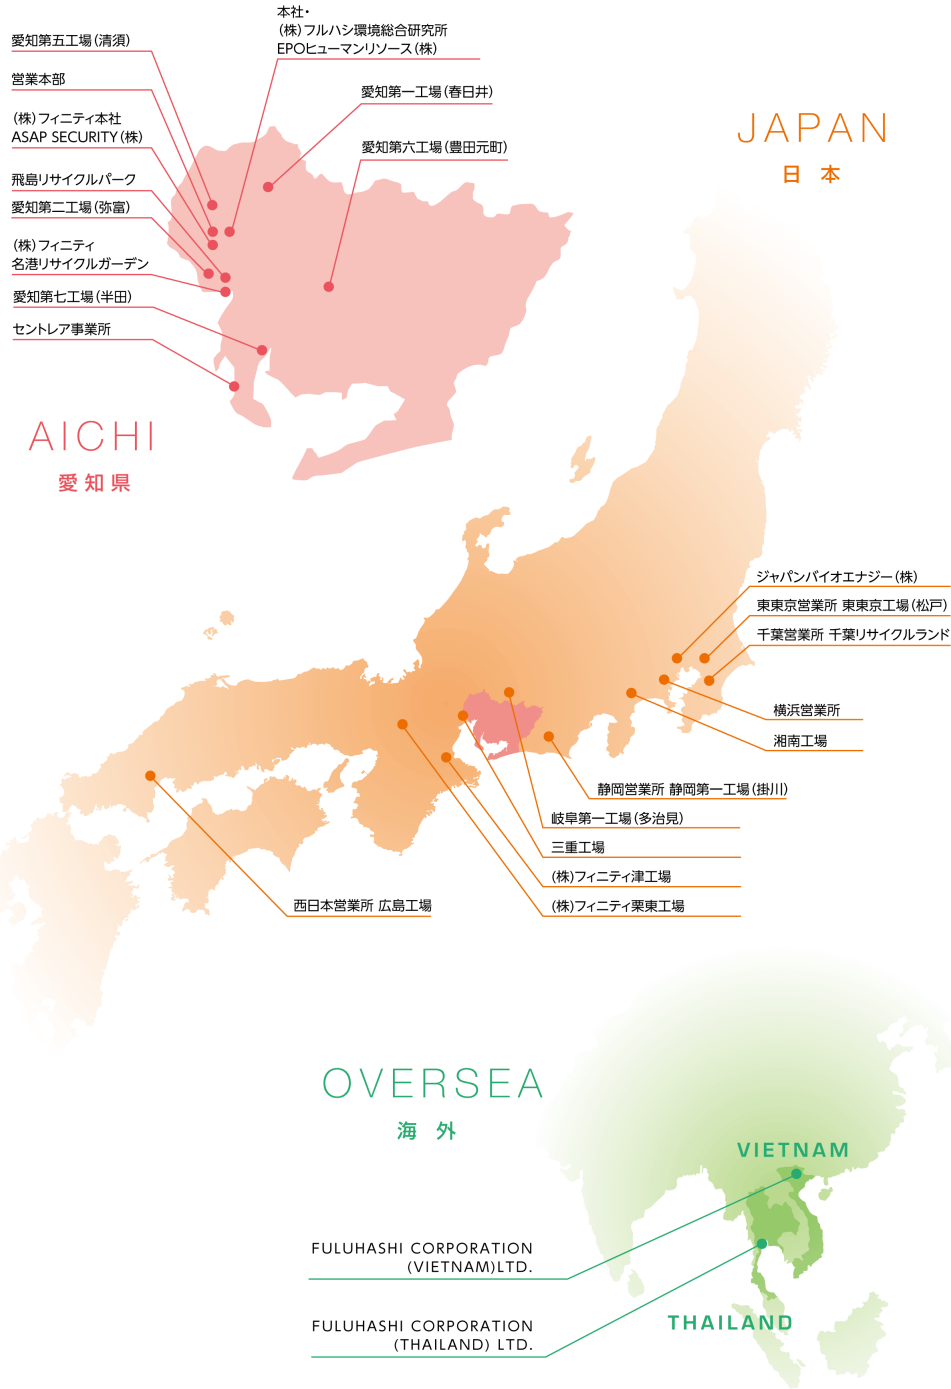 本社・
（株）フルハシ環境総合研究所
EPOヒューマンリソース（株）
愛知第五工場（清須）
営業本部
愛知第一工場（春日井）
（株）フィニティ本社
ASAP SECURITY（株）
愛知第六工場（豊田元町）
飛島リサイクルパーク
愛知第二工場（弥富）
（株）フィニティ
名港リサイクルガーデン
愛知第七工場（半田）
セントレア事業所
AICHI
愛知県
JAPAN
日本
ジャパンバイオエナジー（株）
東東京営業所 東東京工場（松戸）
千葉営業所 千葉リサイクルランド
横浜営業所
湘南工場
静岡営業所 静岡第一工場（掛川）
岐阜第一工場（多治見）
三重工場
（株）フィニティ津工場
（株）フィニティ栗東工場
西日本営業所 広島工場
OVERSEA
海外
VIETNAM
FULUHASHI CORPORATION
(VIETNAM)LTD.
THAILAND
FULUHASHI CORPORATION
(THAILAND) LTD.